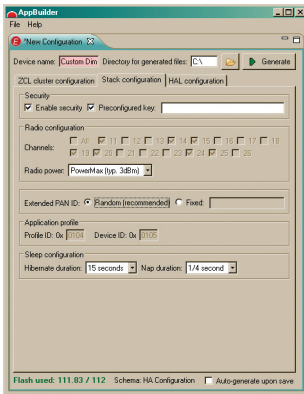 AppBuilder
File Help
*New Configuration
Device name: Custom Dim Directory for generated files: C:\ Generate
ZCL cluster configuration Stack configuration HAL configuration
Security
Enable security Preconfigured key:
Radio configuration
Channels: All 11 12 13 14 15 16 17 18
19 20 21 22 23 24 25 26
Radio power: PowerMax (typ. 3dBm)
Extended PAN ID: Random (recommended) Fixed:
Application profile
Profile ID: 0x 0104 Device ID: 0x 0105
Sleep configuration
Hibernate duration: 15 seconds Nap duration: 1/4 second
Flash used: 111.83 / 112 Schema: HA Configuration Auto-generate upon save